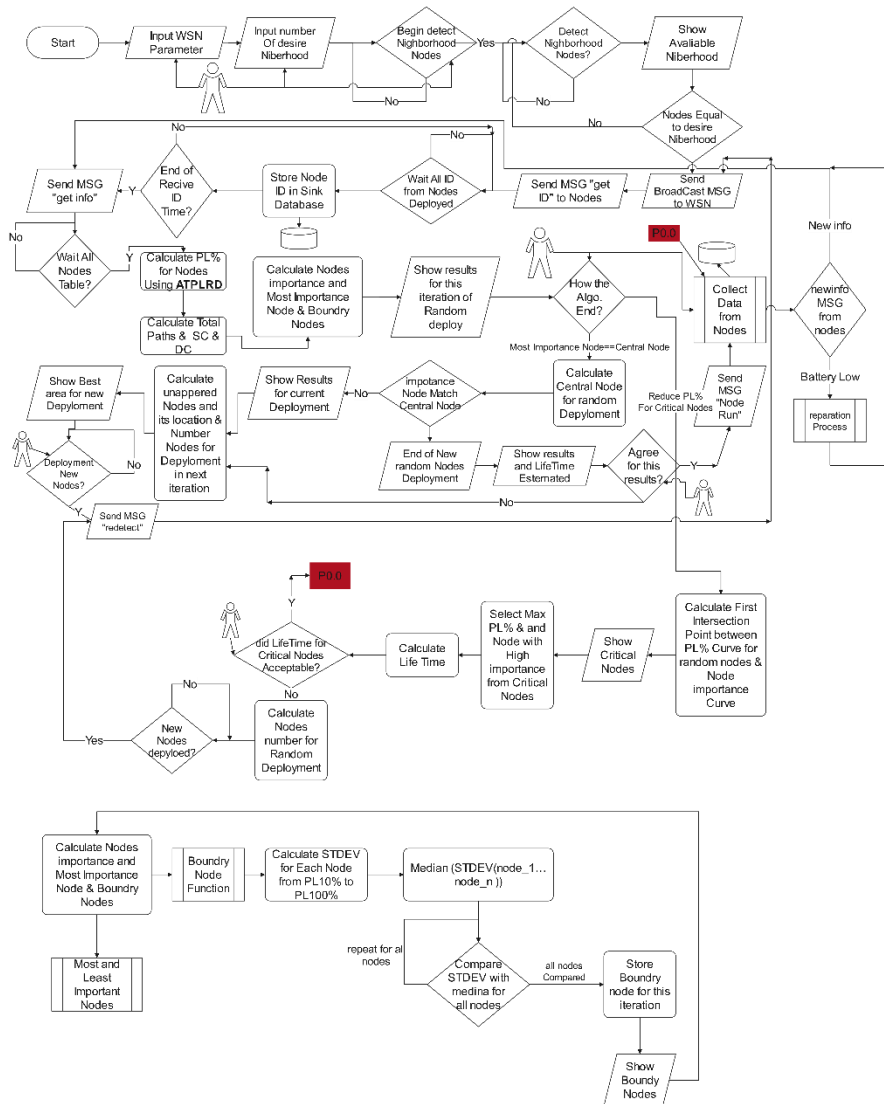 Start
Input WSN
Parameter
Input number
Of desire
Niberhood
Begin detect
Nighborhood
Nodes
Yes
No
Detect
Nighborhood
Nodes?
No
Show
Avaliable
Niberhood
Nodes Equal
to desire
Niberhood
No
No
Send MSG
"get info"
Y
End of
Recive ID
Time?
Store Node
ID in Sink
Database
Wait All ID
from Nodes
Deployed
No
Send MSG "get
ID" to Nodes
Send
BroadCast MSG
to WSN
New info
No
Wait All
Nodes
Table?
Y
Calculate PL%
for Nodes
Using ATPLRD
Calculate Total
Paths & SC &
DC
Calculate Nodes
importance and
Most Importance
Node & Boundry
Nodes
Show results
for this
iteration of
Random
deploy
How the
Algo.
End?
P0.0
Collect
Data from
Nodes
newinfo
MSG from
nodes
Most Importance Node==Central Node
Calculate
Central Node
for random
Depyloment
Reduce PL%
For Critical Nodes
Send
MSG
"Node
Run"
Battery Low
reparation
Process
Show Best
area for new
Depyloment
Calculate
unappered
Nodes and
its location &
Number
Nodes for
Depyloment
in next
iteration
Show Results
for current
Deployment
No
impotance
Node Match
Central Node
Y
End of New
random Nodes
Deployment
Show results
and LifeTime
Esternated
Agree
for this
results?
Y
No
Deployment
New
Nodes?
No
Y
Send MSG
"redetect"
P0.0
Y
did LifeTime for
Critical Nodes
Acceptable?
Calculate
Life Time
Select Max
PL% & and
Node with
High
importance
from Critical
Nodes
Show
Critical
Nodes
Calculate First
Intersection
Point between
PL% Curve for
random nodes &
Node
importance
Curve
No
Calculate
Nodes
number for
Random
Deployment
No
New
Nodes
depyloed?
Yes
Calculate Nodes
importance and
Most Importance
Node & Boundry
Nodes
Boundry
Node
Function
Calculate STDEV
for Each Node
from PL10% to
PL100%
Median (STDEV(node_1…
node_n ))
repeat for al
nodes
Compare
STDEV with
medina for
all nodes
all nodes
Compared
Store
Boundry
node for this
iteration
Most and
Least
Important
Nodes
Show
Boundy
Nodes